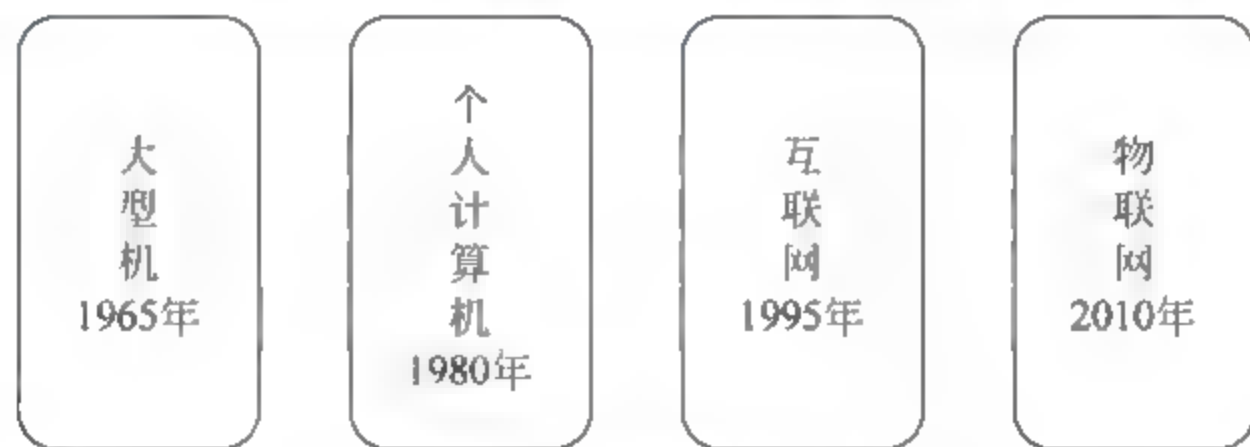 大型机
1965年
个人计算机
1980年
互联网
1995年
物联网
2010年